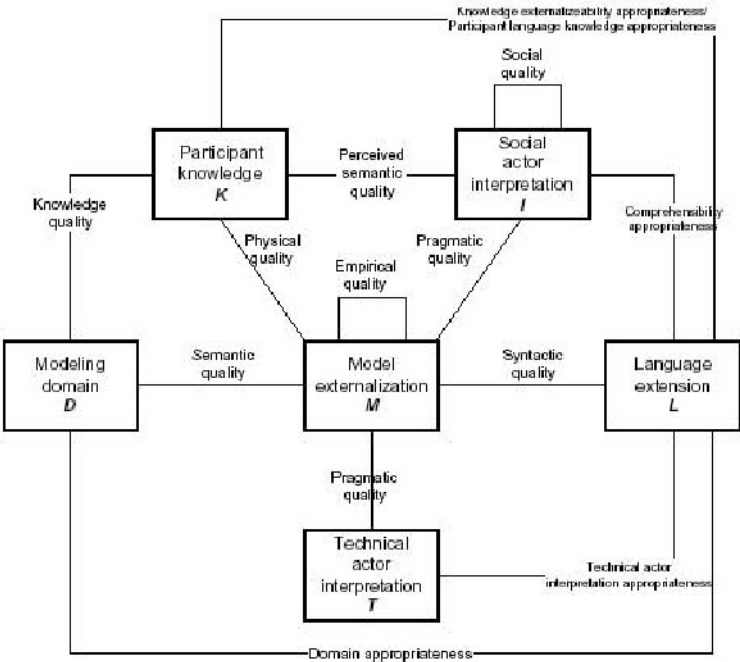 Knowledge externalizeability appropriateness/
Participant language knowledge appropriateness
Social
quality
Participant
knowledge
K
Perceived
semantic
quality
Social
actor
interpretation
I
Knowledge
quality
Comprehensibility
appropriateness
Physical
quality
Pragmatic
quality
Empirical
quality
Modeling
domain
D
Semantic
quality
Model
externalization
M
Syntactic
quality
Language
extension
L
Pragmatic
quality
Technical
actor
interpretation
T
Technical actor
interpretation appropriateness
Domain appropriateness